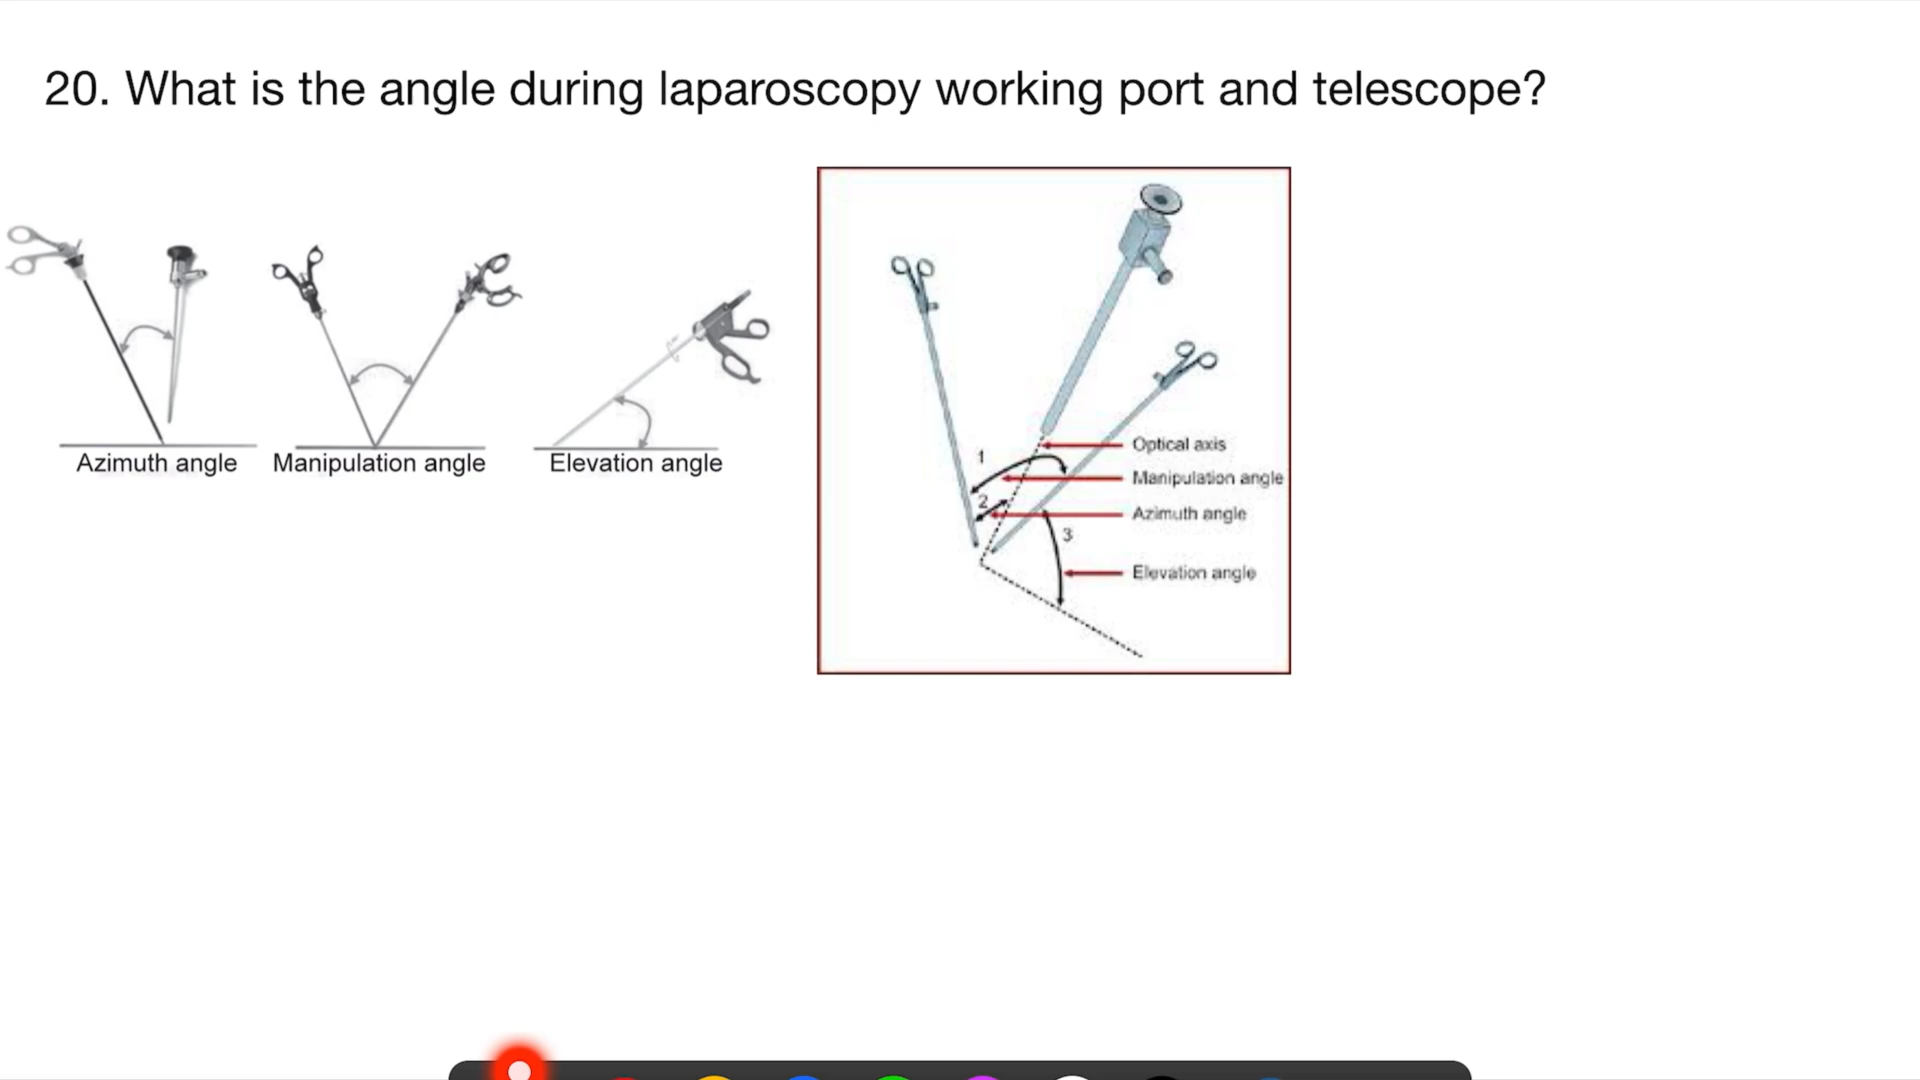 20. What is the angle during laparoscopy working port and telescope?
Azimuth angle
Manipulation angle
Elevation angle
1
2
3
Optical axis
Manipulation angle
Azimuth angle
Elevation angle